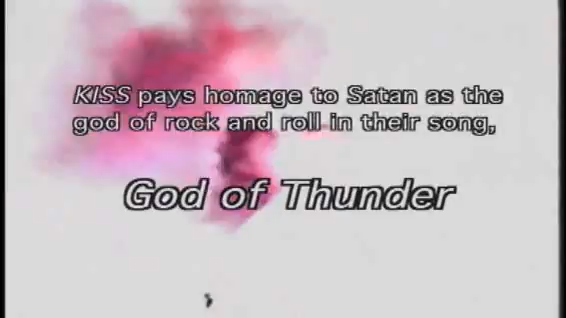 KISS pays homage to Satan as the
god of rock and roll in their song,
God of Thunder